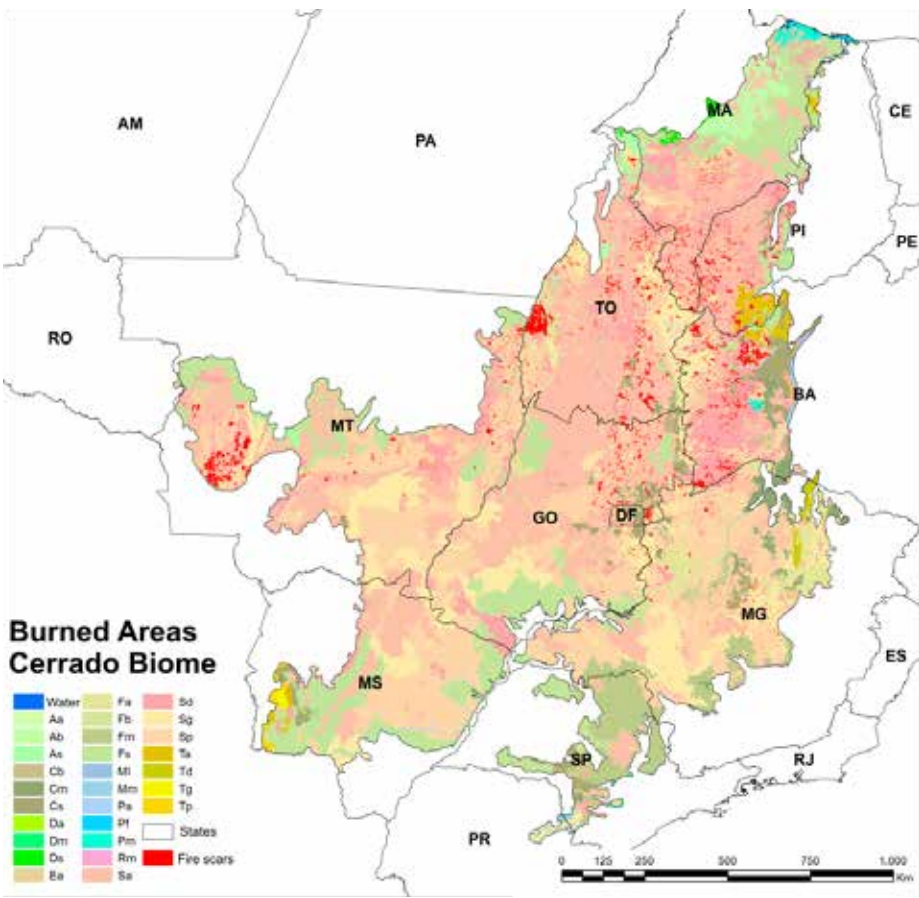 AM
PA
MA
CE
PI
PE
RO
TO
BA
MT
GO
DF
MG
MS
ES
SP
RJ
PR
Burned Areas
Cerrado Biome
Water
Aa
Ab
As
Cb
Cm
Cs
Da
Dm
Ds
Ea
Fa
Fb
Fm
Fs
Ml
Mm
Pa
Pf
Pm
Rm
Sa
Sd
Sg
Sp
Ta
Td
Tg
Tp
States
Fire scars
0 125 250 500 750 1.000
Km